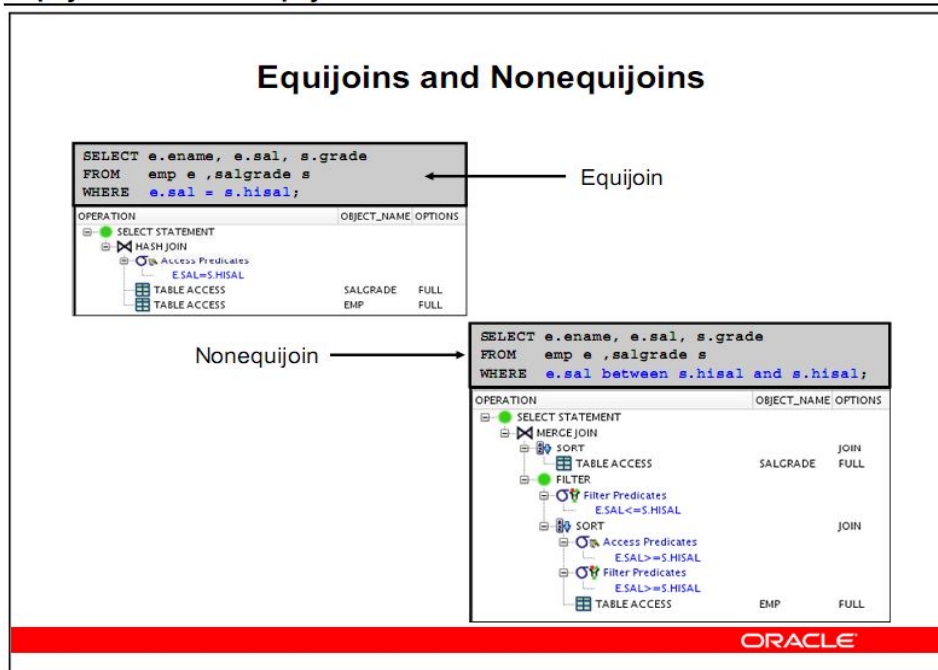 Equijoins and Nonequijoins
SELECT e.ename, e.sal, s.grade
FROM emp e ,salgrade s
WHERE e.sal = s.hisal;
Equijoin
OPERATION OBJECT_NAME OPTIONS
SELECT STATEMENT
HASH JOIN
Access Predicates
E.SAL=S.HISAL
TABLE ACCESS SALGRADE FULL
TABLE ACCESS EMP FULL
Nonequijoin
SELECT e.ename, e.sal, s.grade
FROM emp e ,salgrade s
WHERE e.sal between s.hisal and s.hisal;
OPERATION OBJECT_NAME OPTIONS
SELECT STATEMENT
MERGE JOIN
SORT JOIN
TABLE ACCESS SALGRADE FULL
FILTER
Filter Predicates
E.SAL<=S.HISAL
SORT JOIN
Access Predicates
E.SAL>=S.HISAL
Filter Predicates
E.SAL>=S.HISAL
TABLE ACCESS EMP FULL
ORACLE